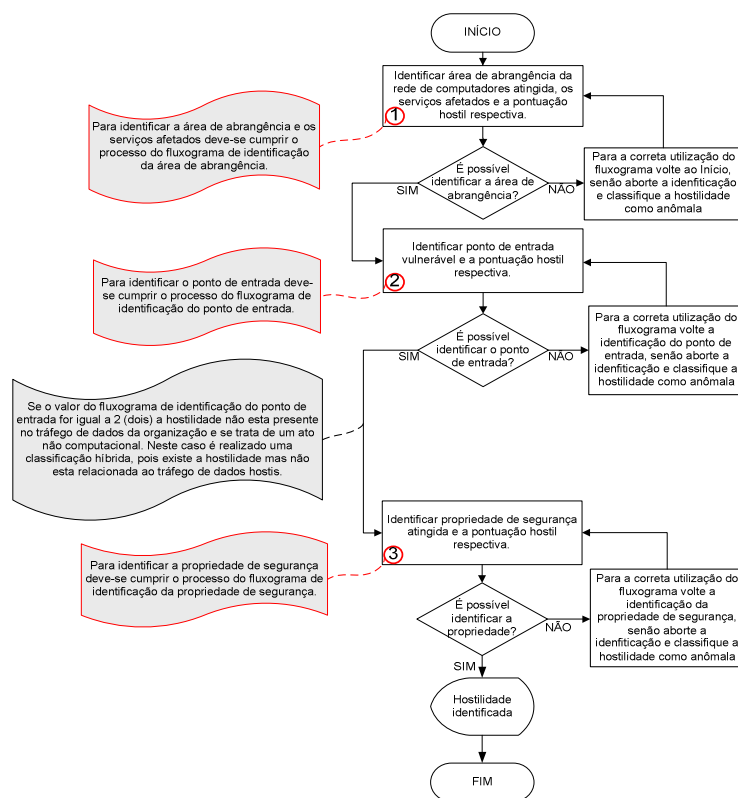 INÍCIO
Identificar área de abrangência da
rede de computadores atingida, os
serviços afetados e a pontuação
hostil respectiva.
1
Para identificar a área de abrangência e os
serviços afetados deve-se cumprir o
processo do fluxograma de identificação
da área de abrangência.
É possível
identificar a área de
abrangência?
SIM
NÃO
Para a correta utilização do
fluxograma volte ao Início,
senão aborte a idenfiticação
e classifique a hostilidade
como anômala
Identificar ponto de entrada
vulnerável e a pontuação hostil
respectiva.
2
Para identificar o ponto de entrada deve-
se cumprir o processo do fluxograma de
identificação do ponto de entrada.
É possível
identificar o ponto
de entrada?
SIM
NÃO
Para a correta utilização do
fluxograma volte a
identificação do ponto de
entrada, senão aborte a
idenfiticação e classifique a
hostilidade como anômala
Se o valor do fluxograma de identificação do ponto de
entrada for igual a 2 (dois) a hostilidade não esta presente
no tráfego de dados da organização e se trata de um ato
não computacional. Neste caso é realizado uma
classificação híbrida, pois existe a hostilidade mas não
esta relacionada ao tráfego de dados hostis.
Identificar propriedade de segurança
atingida e a pontuação hostil
respectiva.
3
Para identificar a propriedade de segurança
deve-se cumprir o processo do fluxograma de
identificação da propriedade de segurança.
É possível
identificar a
propriedade?
NÃO
SIM
Para a correta utilização do
fluxograma volte a
identificação da
propriedade de segurança,
senão aborte a
idenfiticação e classifique a
hostilidade como anômala
Hostilidade
identificada
FIM